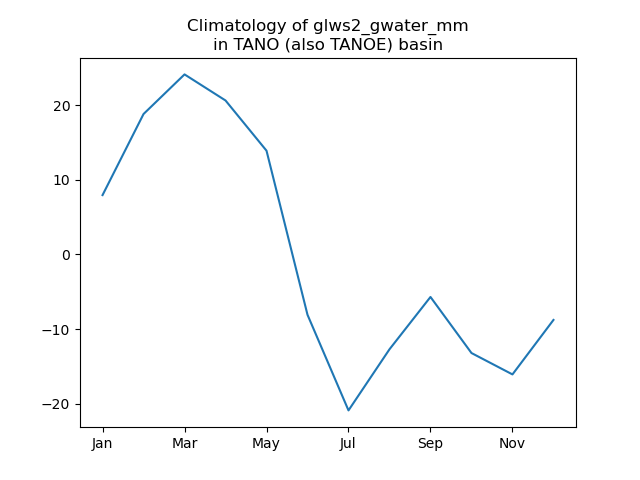 Climatology of glws2_gwater_mm
in TANO (also TANOE) basin
20
10
0
−10
−20
Jan
Mar
May
Jul
Sep
Nov